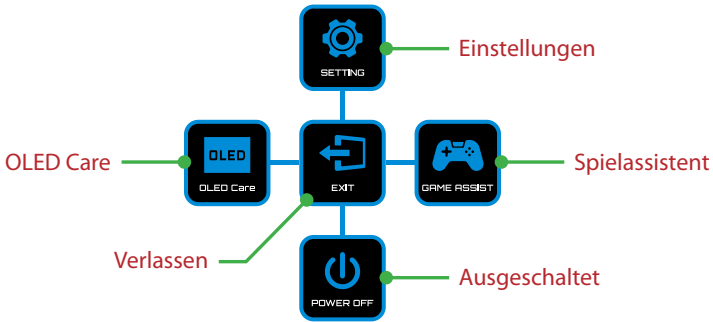 SETTING
Einstellungen
OLED Care
OLED
OLED Care
EXIT
GAME ASSIST
Spielassistent
Verlassen
POWER OFF
Ausgeschaltet